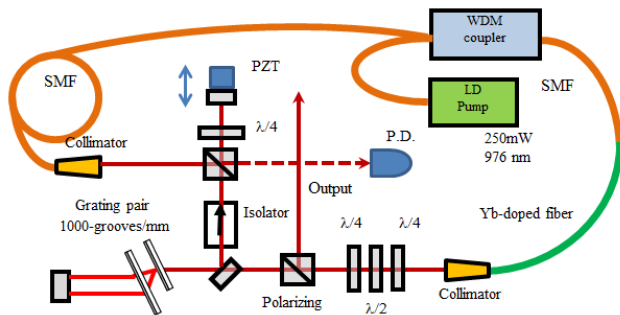 WDM
coupler
PZT
SMF
LD
Pump
SMF
λ/4
250mW
976 nm
P.D.
Collimator
Output
Grating pair
1000-grooves/mm
Isolator
λ/4
λ/4
Yb-doped fiber
Polarizing
λ/2
Collimator